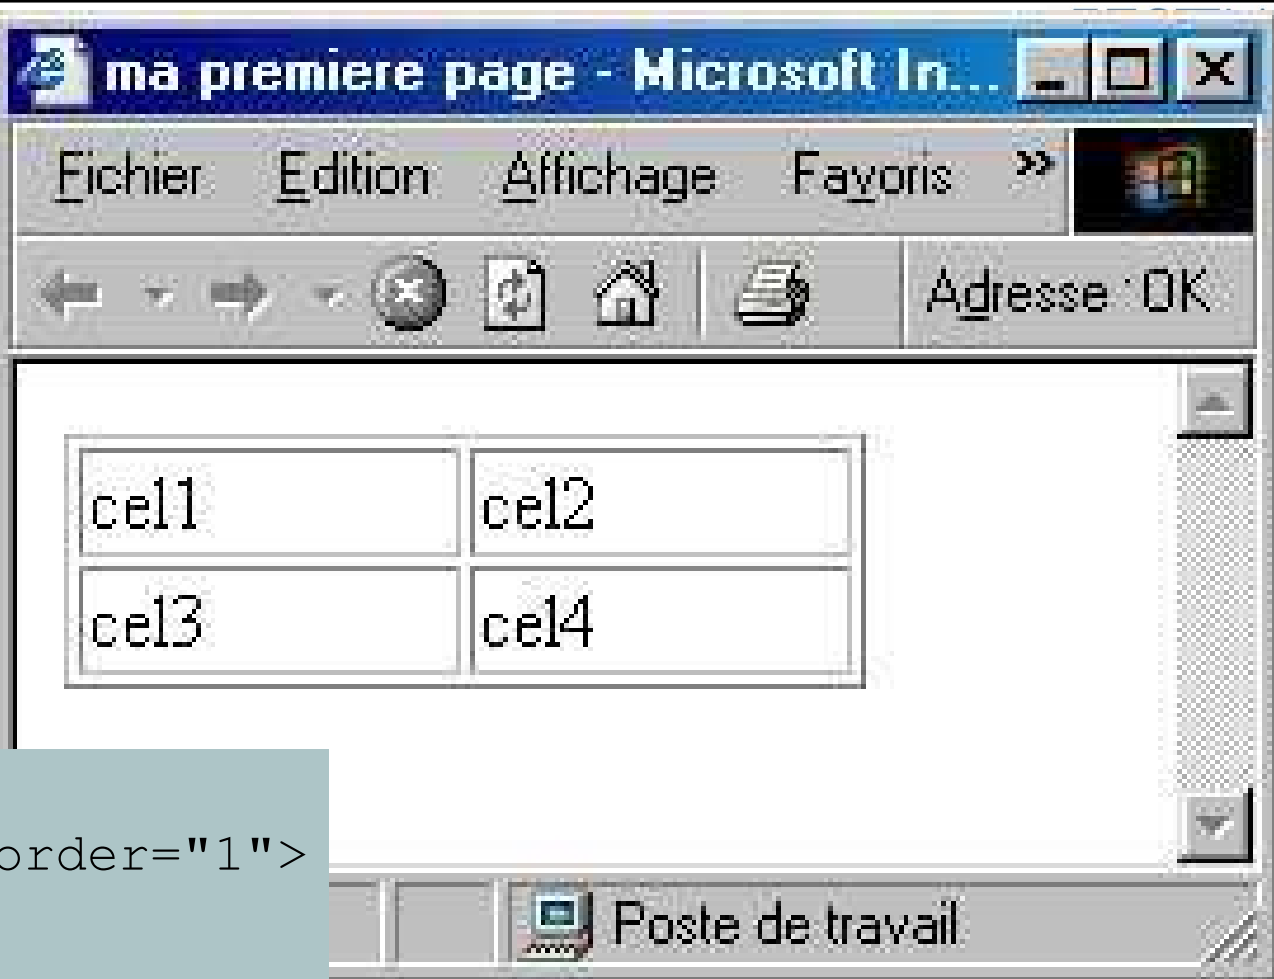 ma premiere page - Microsoft In...
Fichier Edition Affichage Favoris »
Adresse OK
cel1 cel2
cel3 cel4
order="1">
Poste de travail